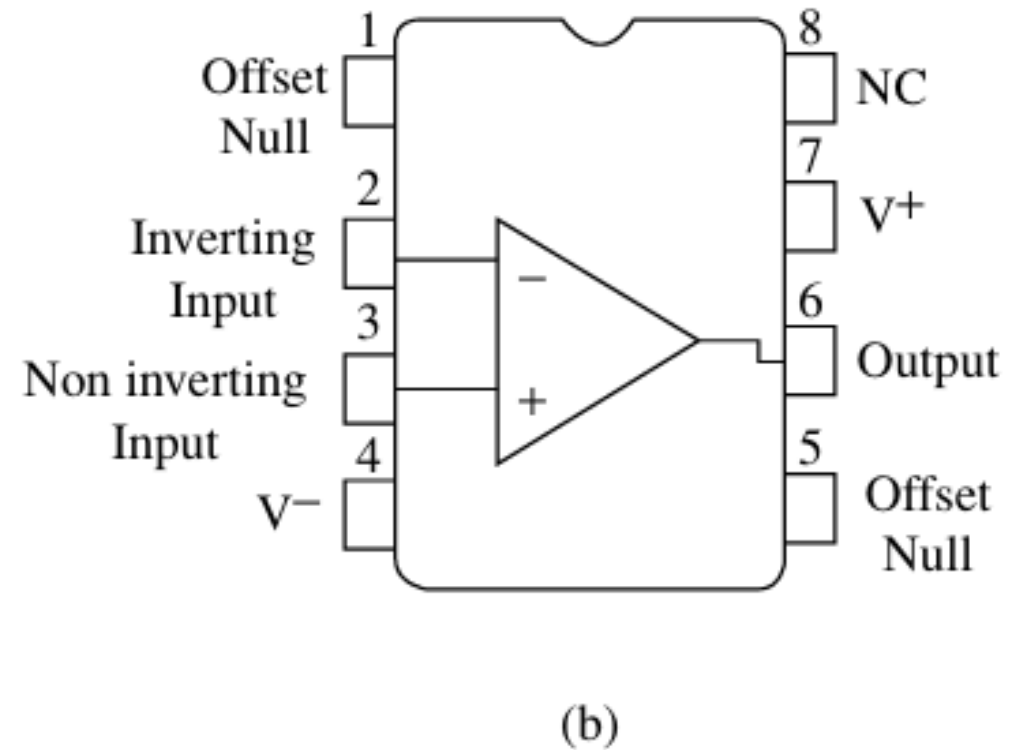 1
Offset
Null
2
Inverting
Input
3
Non inverting
Input
4
V−
8
NC
7
V+
6
Output
5
Offset
Null
−
+
(b)